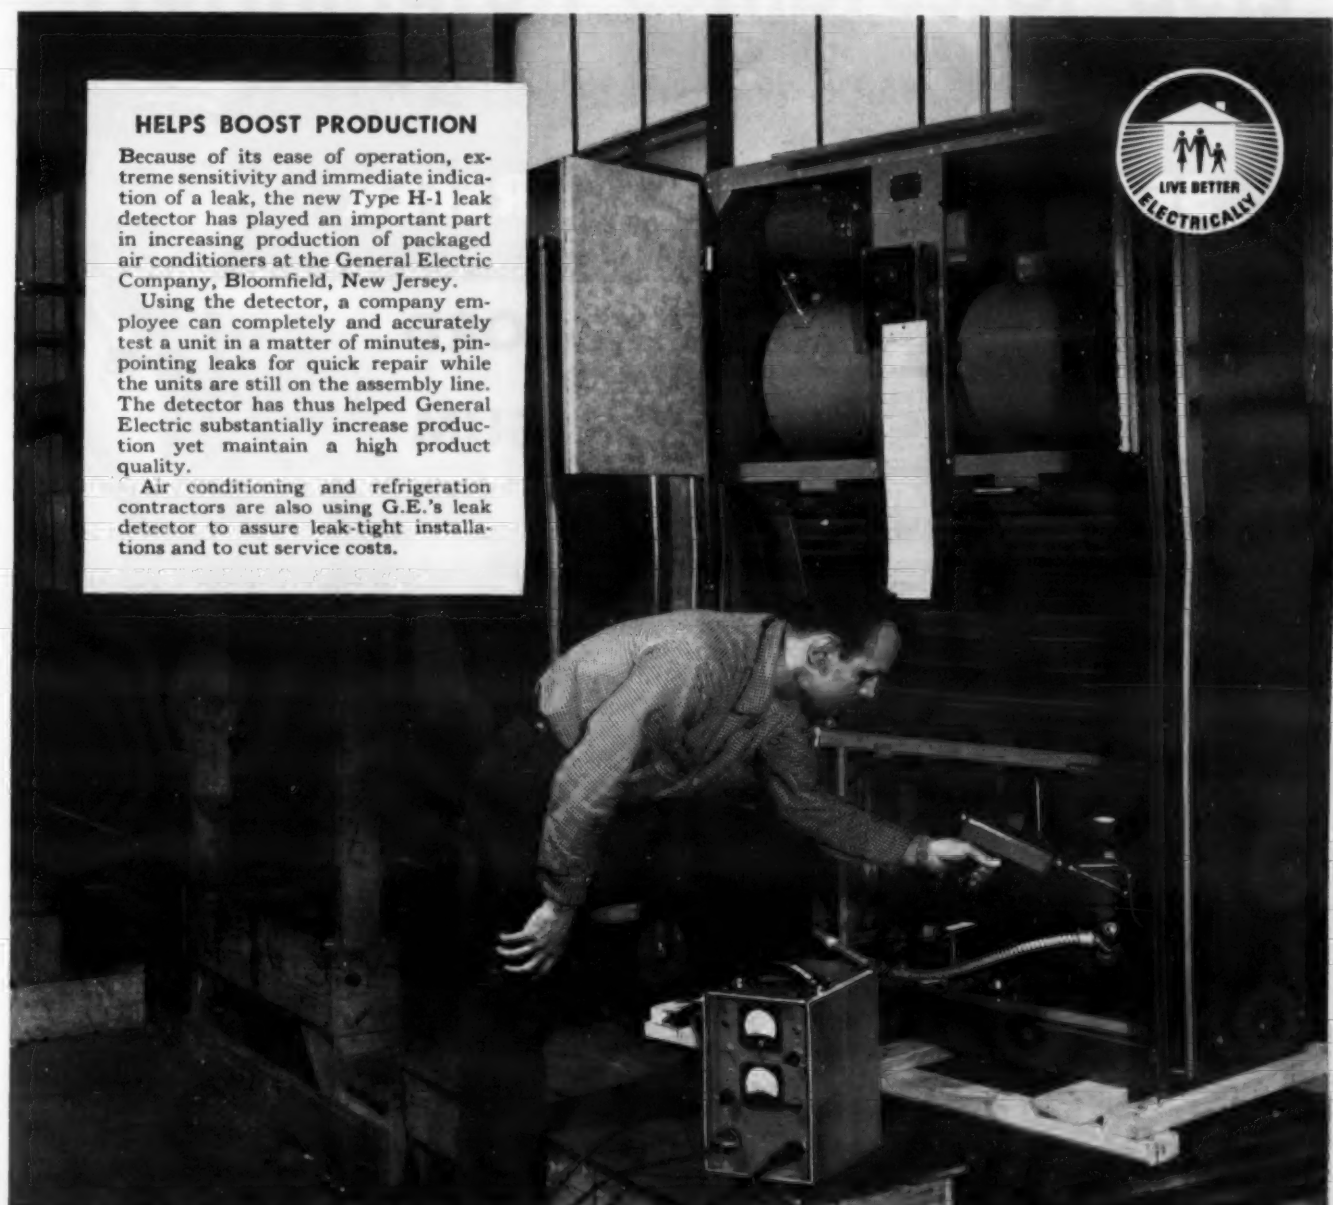 HELPS BOOST PRODUCTION
Because of its ease of operation, ex-
treme sensitivity and immediate indica-
tion of a leak, the new Type H-1 leak
detector has played an important part
in increasing production of packaged
air conditioners at the General Electric
Company, Bloomfield, New Jersey.
Using the detector, a company em-
ployee can completely and accurately
test a unit in a matter of minutes, pin-
pointing leaks for quick repair while
the units are still on the assembly line.
The detector has thus helped General
Electric substantially increase produc-
tion yet maintain a high product
quality.
Air conditioning and refrigeration
contractors are also using G.E.'s leak
detector to assure leak-tight installa-
tions and to cut service costs.
LIVE BETTER
ELECTRICALLY